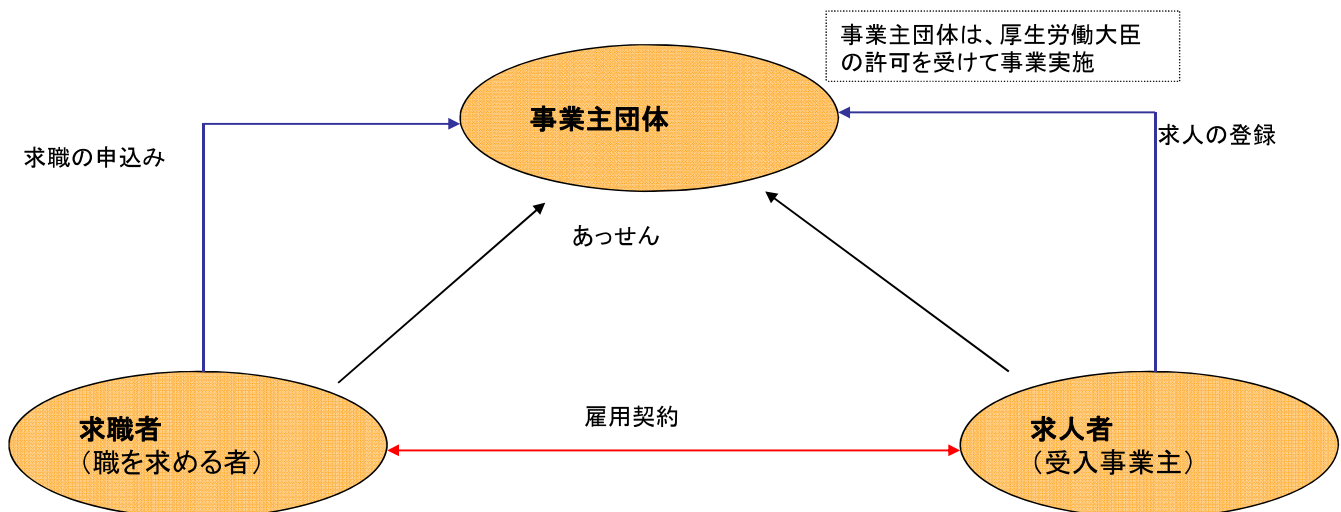 事業主団体は、厚生労働大臣
の許可を受けて事業実施
事業主団体
求職の申込み
求人の登録
あっせん
雇用契約
求職者
（職を求める者）
求人者
（受入事業主）